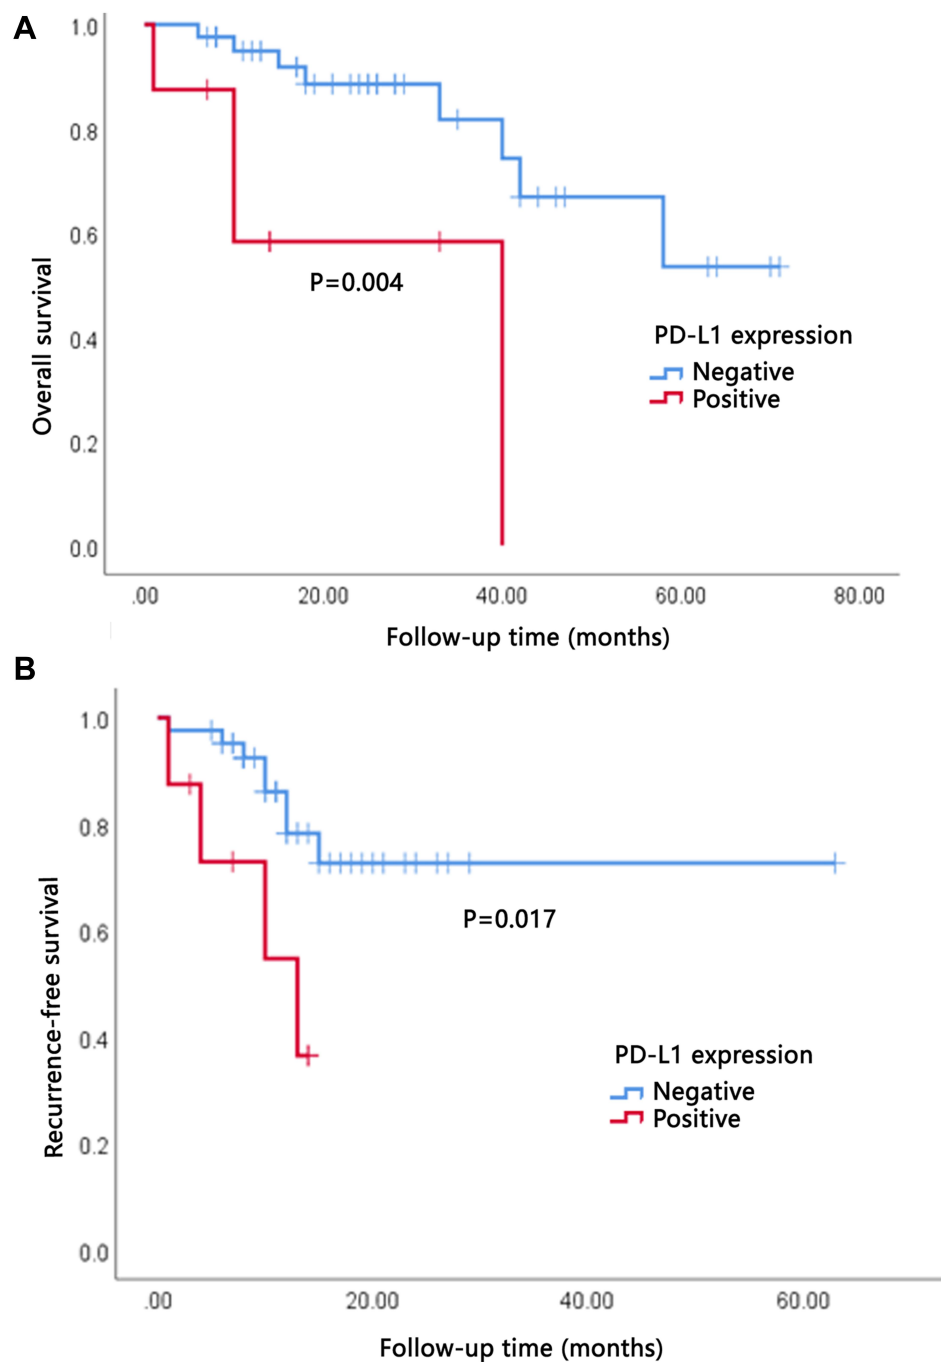 A
1.0
0.8
0.6
0.4
0.2
0.0
Overall survival
P=0.004
PD-L1 expression
Negative
Positive
.00 20.00 40.00 60.00 80.00
Follow-up time (months)
B
1.0
0.8
0.6
0.4
0.2
0.0
Recurrence-free survival
P=0.017
PD-L1 expression
Negative
Positive
.00 20.00 40.00 60.00
Follow-up time (months)